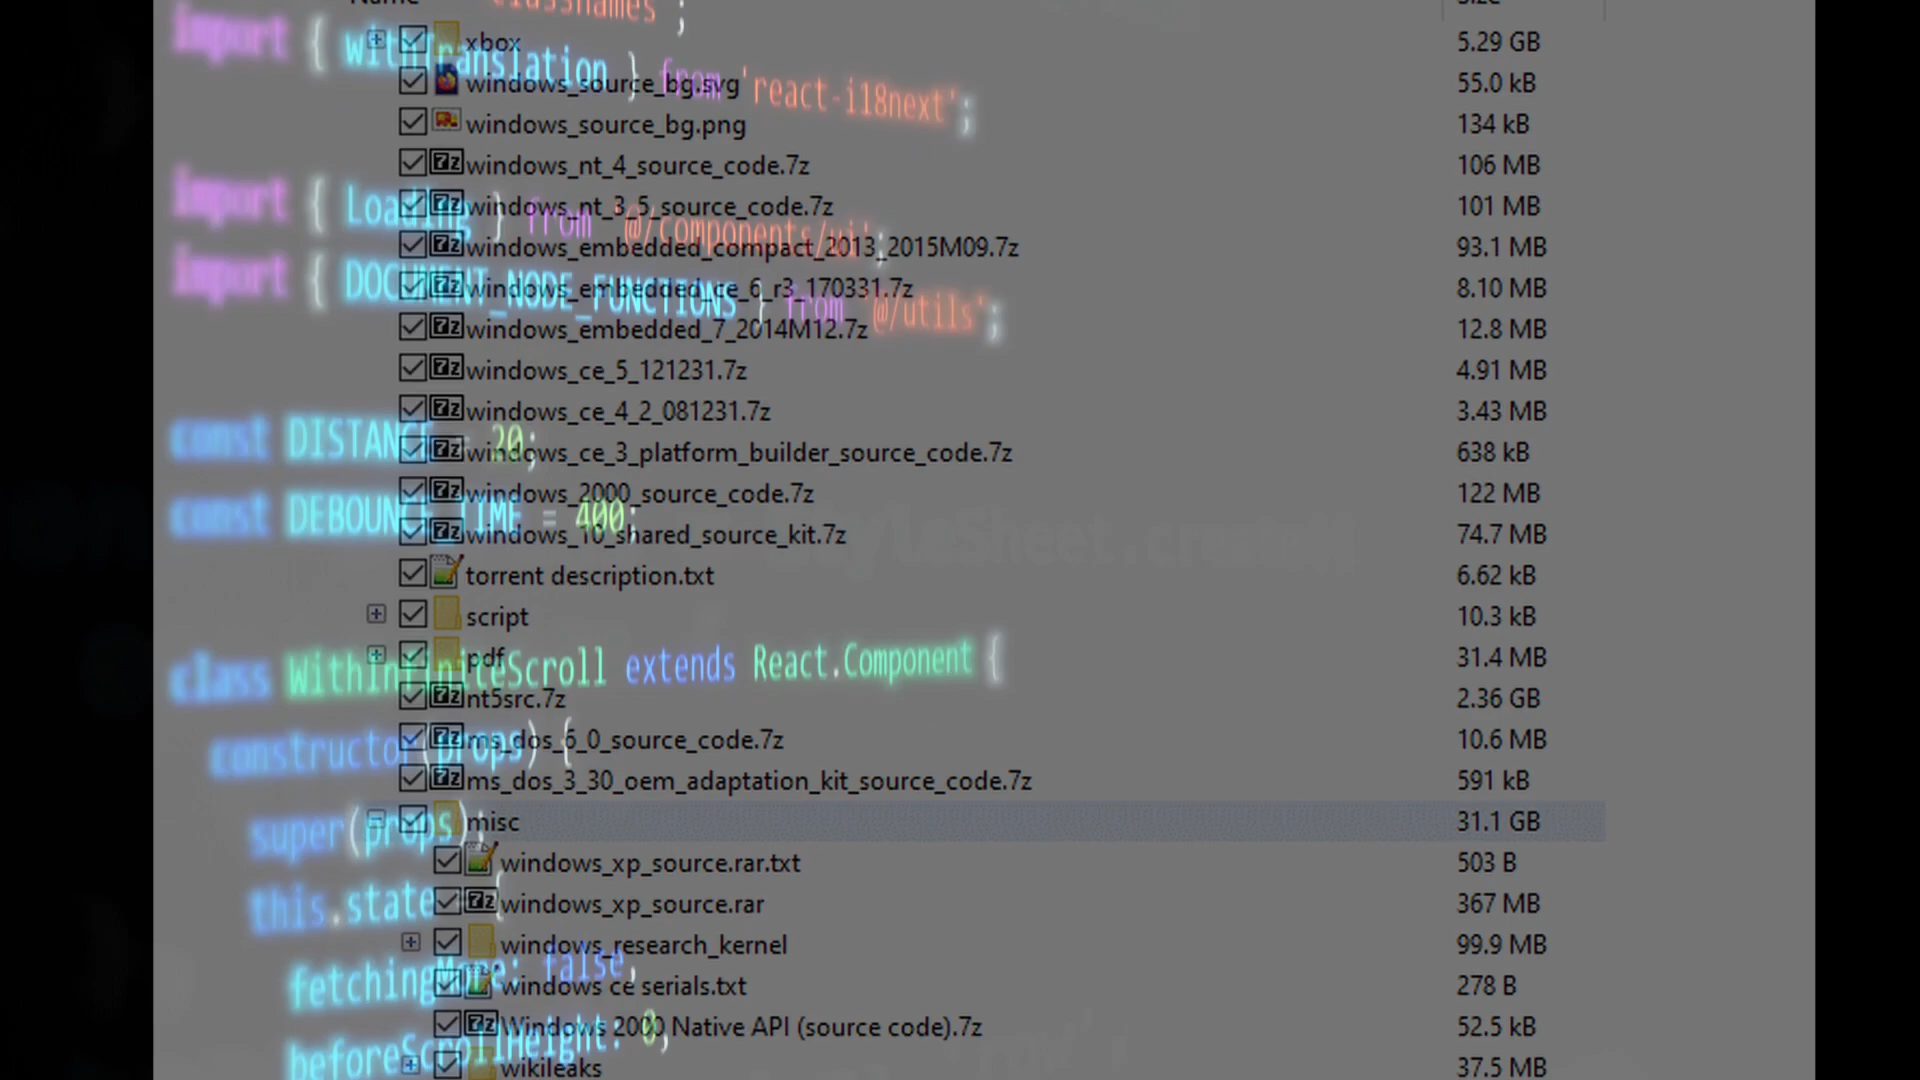 Name Size
'classnames';
xbox 5.29 GB
import { withTranslation } from 'react-i18next';
windows_source_bg.svg 55.0 kB
windows_source_bg.png 134 kB
windows_nt_4_source_code.7z 106 MB
import { Loading } from '@/components/ui';
windows_nt_3_5_source_code.7z 101 MB
windows_embedded_compact_2013_2015M09.7z 93.1 MB
import { DOCUMENT_NODE_FUNCTIONS } from '@/utils';
windows_embedded_ce_6_r3_170331.7z 8.10 MB
windows_embedded_7_2014M12.7z 12.8 MB
windows_ce_5_121231.7z 4.91 MB
windows_ce_4_2_081231.7z 3.43 MB
const DISTANCE = 20;
windows_ce_3_platform_builder_source_code.7z 638 kB
windows_2000_source_code.7z 122 MB
const DEBOUNCE_TIME = 400;
windows_10_shared_source_kit.7z 74.7 MB
StyleSheet.create({
torrent description.txt 6.62 kB
script 10.3 kB
pdf 31.4 MB
class WithInfiniteScroll extends React.Component {
nt5src.7z 2.36 GB
ms_dos_6_0_source_code.7z 10.6 MB
constructor(props) {
ms_dos_3_30_oem_adaptation_kit_source_code.7z 591 kB
misc 31.1 GB
super(props);
windows_xp_source.rar.txt 503 B
windows_xp_source.rar 367 MB
this.state = {
windows_research_kernel 99.9 MB
fetchingMore: false,
windows ce serials.txt 278 B
Windows 2000 Native API (source code).7z 52.5 kB
beforeScrollHeight: 0,
wikileaks 37.5 MB